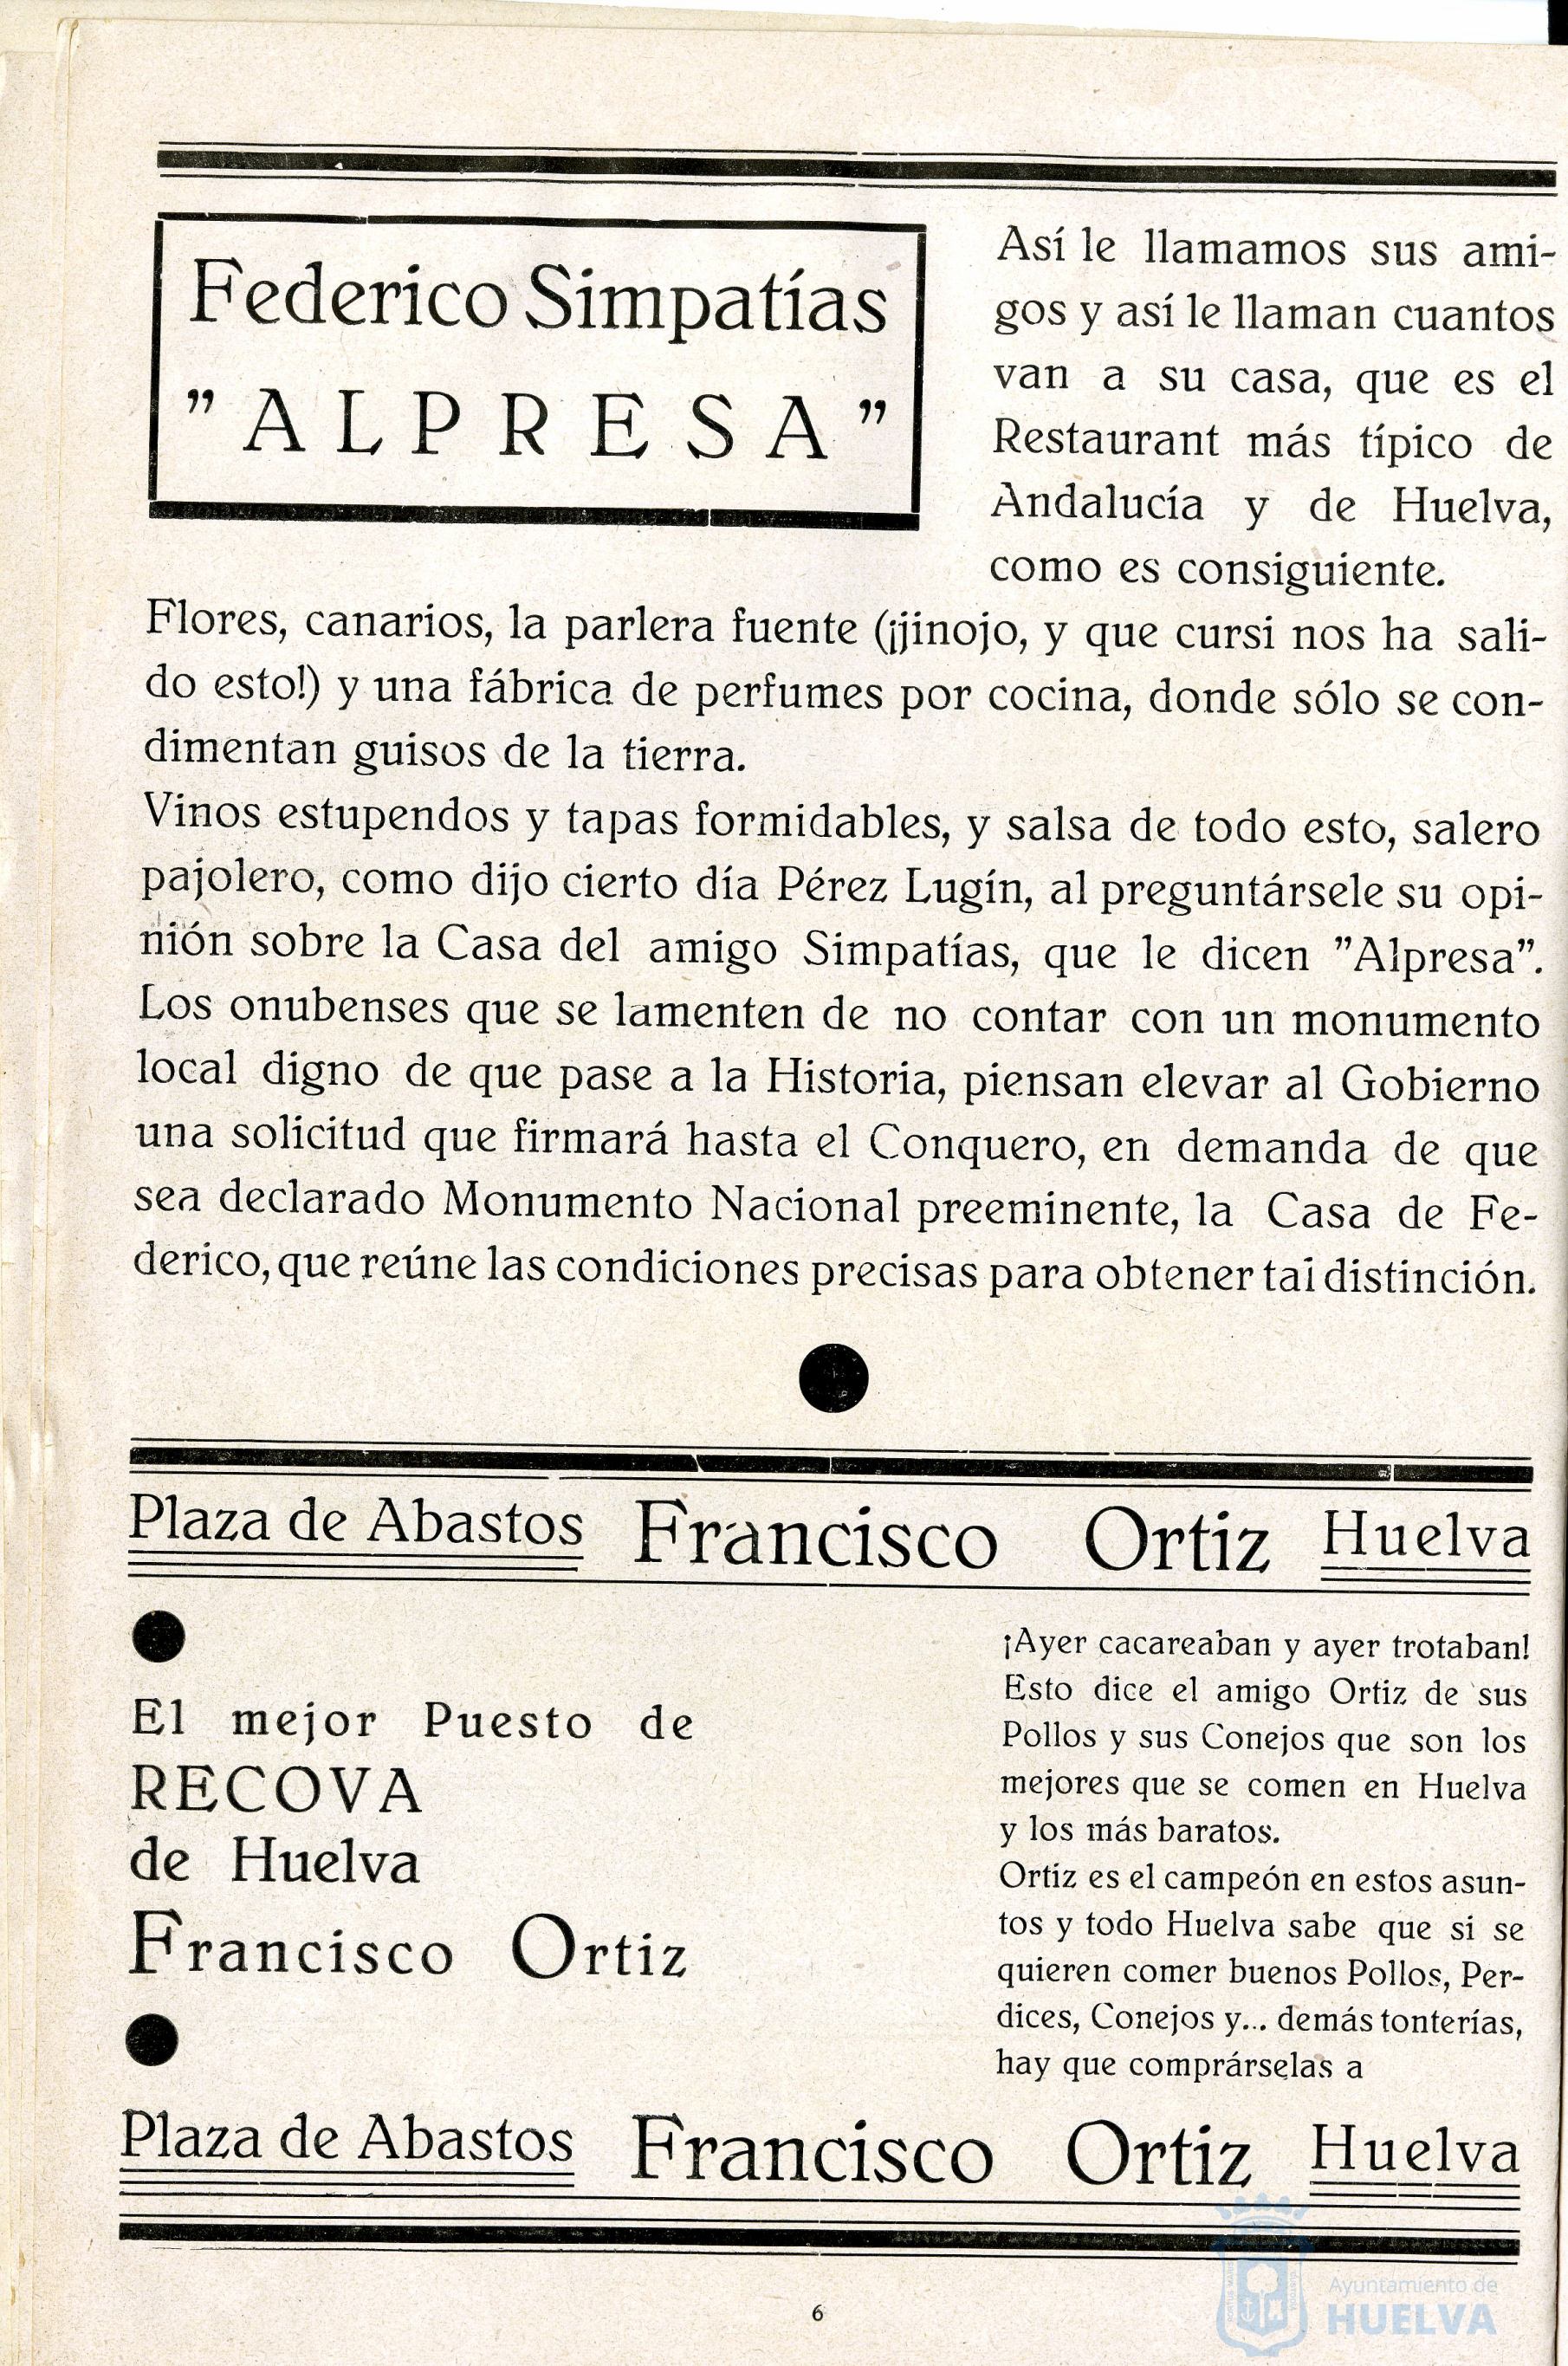 Federico Simpatías
"ALPRESA"
Así le llamamos sus ami-
gos y así le llaman cuantos
van a su casa, que es el
Restaurant más típico de
Andalucía y de Huelva,
como es consiguiente.
Flores, canarios, la parlera fuente (¡jinojo, y que cursi nos ha sali-
do esto!) y una fábrica de perfumes por cocina, donde sólo se con-
dimentan guisos de la tierra.
Vinos estupendos y tapas formidables, y salsa de todo esto, salero
pajolero, como dijo cierto día Pérez Lugín, al preguntársele su opi-
nión sobre la Casa del amigo Simpatías, que le dicen "Alpresa".
Los onubenses que se lamenten de no contar con un monumento
local digno de que pase a la Historia, piensan elevar al Gobierno
una solicitud que firmará hasta el Conquero, en demanda de que
sea declarado Monumento Nacional preeminente, la Casa de Fe-
derico, que reúne las condiciones precisas para obtener tal distinción.
Plaza de Abastos Francisco Ortiz Huelva
El mejor Puesto de
RECOVA
de Huelva
Francisco Ortiz
¡Ayer cacareaban y ayer trotaban!
Esto dice el amigo Ortiz de sus
Pollos y sus Conejos que son los
mejores que se comen en Huelva
y los más baratos.
Ortiz es el campeón en estos asun-
tos y todo Huelva sabe que si se
quieren comer buenos Pollos, Per-
dices, Conejos y... demás tonterías,
hay que comprárselas a
Plaza de Abastos Francisco Ortiz Huelva
6
Ayuntamiento de
HUELVA